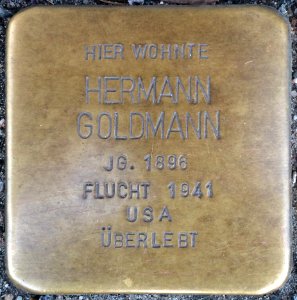 HIER WOHNTE
HERMANN
GOLDMANN
JG. 1896
FLUCHT 1941
USA
ÜBERLEBT